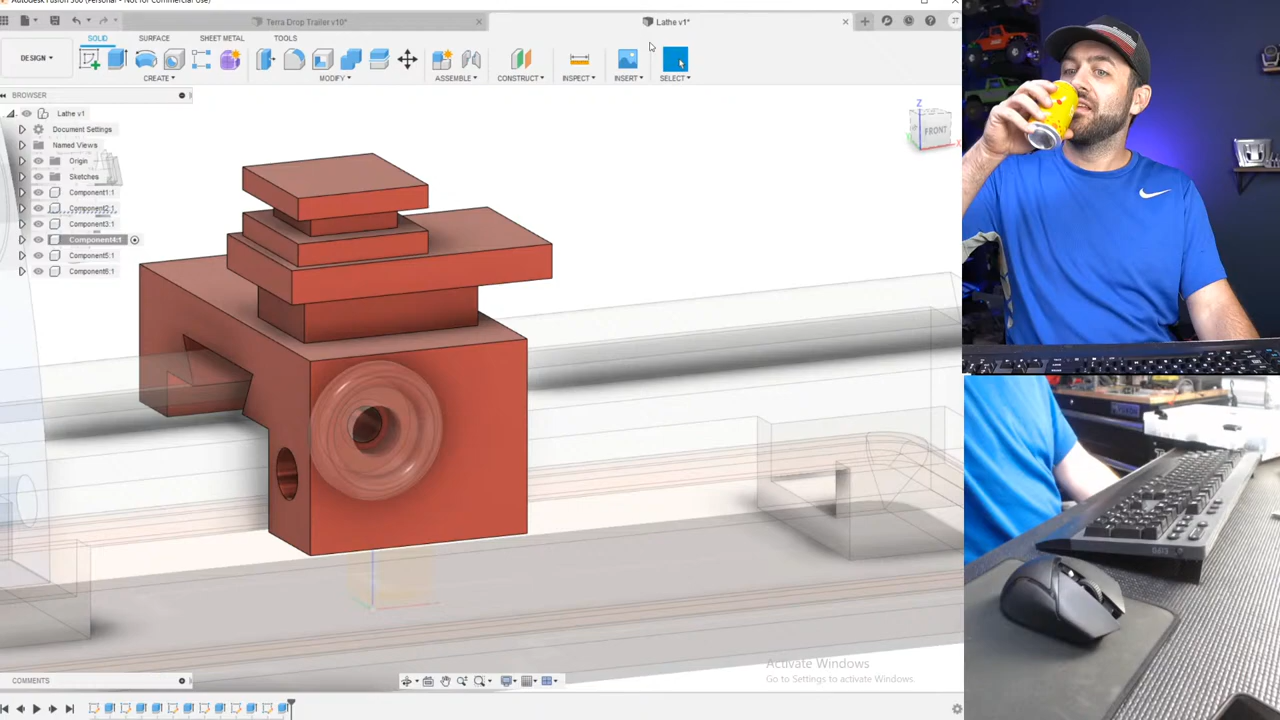 Autodesk Fusion 360 (Personal - Not for Commercial Use)
Terra Drop Trailer v10*
Lathe v1*
JT
SOLID
SURFACE
SHEET METAL
TOOLS
DESIGN
CREATE
MODIFY
ASSEMBLE
CONSTRUCT
INSPECT
INSERT
SELECT
BROWSER
Lathe v1
Document Settings
Named Views
Origin
Sketches
Component1:1
Component2:1
Component3:1
Component4:1
Component5:1
Component6:1
Z
FRONT
X
Activate Windows
Go to Settings to activate Windows.
COMMENTS